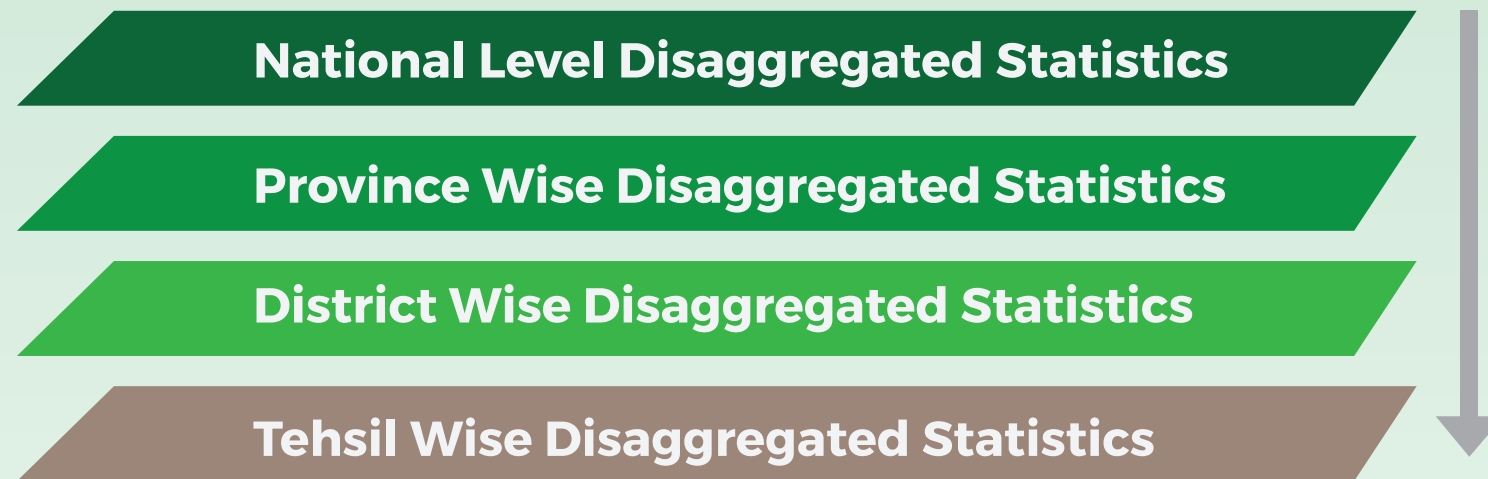 National Level Disaggregated Statistics
Province Wise Disaggregated Statistics
District Wise Disaggregated Statistics
Tehsil Wise Disaggregated Statistics